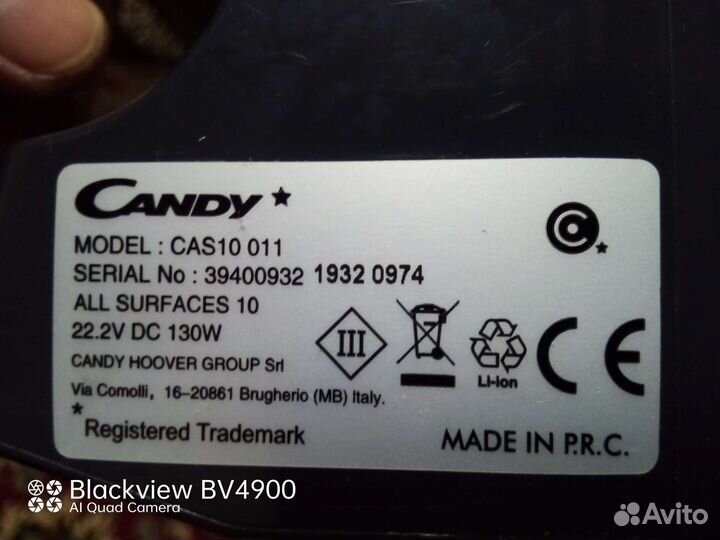 CANDY*
MODEL : CAS10 011
SERIAL No : 39400932 1932 0974
ALL SURFACES 10
22.2V DC 130W
CANDY HOOVER GROUP Srl
Via Comolli, 16-20861 Brugherio (MB) Italy.
* Registered Trademark
III
Li-ion
CE
MADE IN P.R.C.
Blackview BV4900
AI Quad Camera
Avito